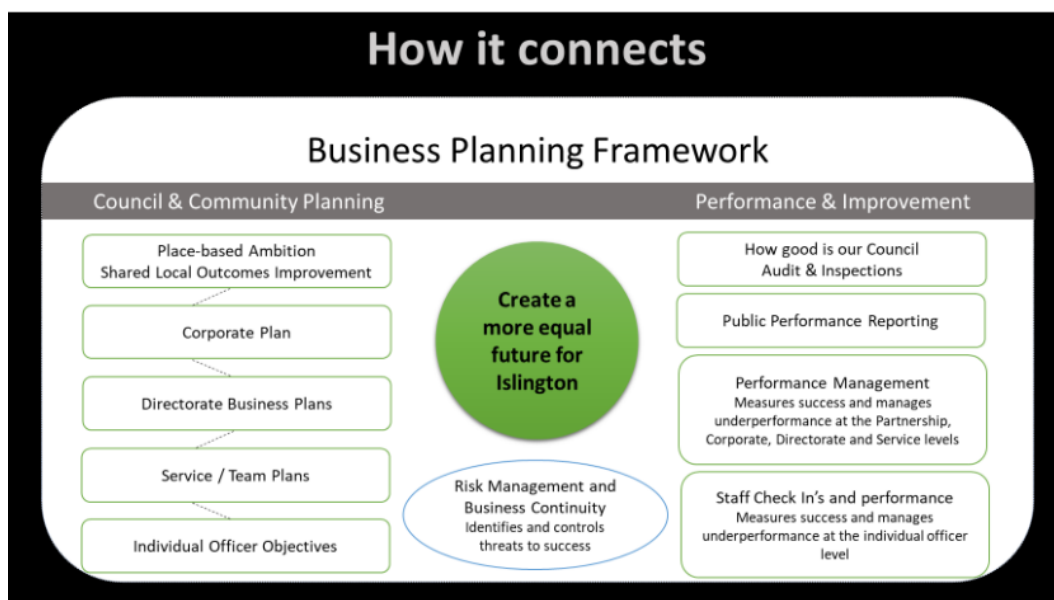 How it connects
Business Planning Framework
Council & Community Planning
Performance & Improvement
Place-based Ambition
Shared Local Outcomes Improvement
Corporate Plan
Directorate Business Plans
Service / Team Plans
Individual Officer Objectives
Create a
more equal
future for
Islington
Risk Management and
Business Continuity
Identifies and controls
threats to success
How good is our Council
Audit & Inspections
Public Performance Reporting
Performance Management
Measures success and manages
underperformance at the Partnership,
Corporate, Directorate and Service levels
Staff Check In's and performance
Measures success and manages
underperformance at the individual officer
level